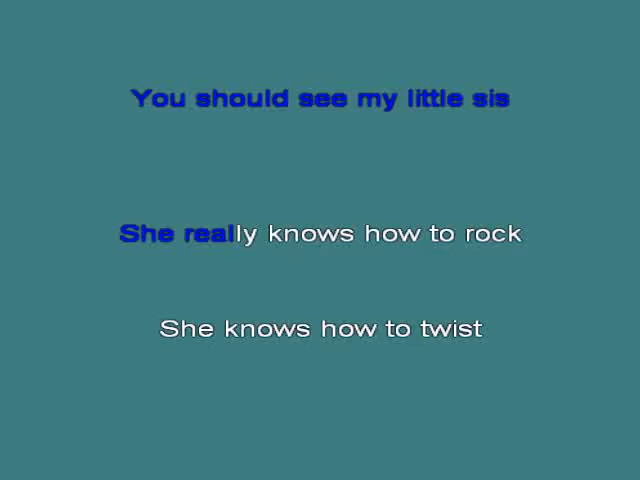 You should see my little sis
She really knows how to rock
She knows how to twist